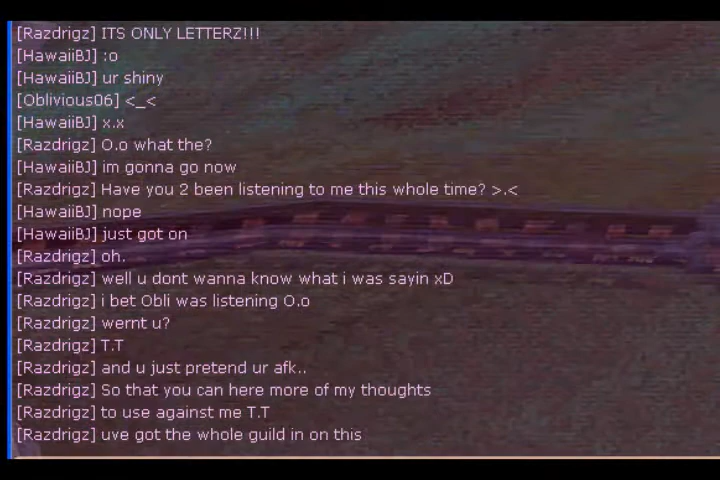 [Razdrigz] ITS ONLY LETTERZ!!!
[HawaiiBJ] :o
[HawaiiBJ] ur shiny
[Oblivious06] <_<
[HawaiiBJ] x.x
[Razdrigz] O.o what the?
[HawaiiBJ] im gonna go now
[Razdrigz] Have you 2 been listening to me this whole time? >.<
[HawaiiBJ] nope
[HawaiiBJ] just got on
[Razdrigz] oh.
[Razdrigz] well u dont wanna know what i was sayin xD
[Razdrigz] i bet Obli was listening O.o
[Razdrigz] wernt u?
[Razdrigz] T.T
[Razdrigz] and u just pretend ur afk..
[Razdrigz] So that you can here more of my thoughts
[Razdrigz] to use against me T.T
[Razdrigz] uve got the whole guild in on this